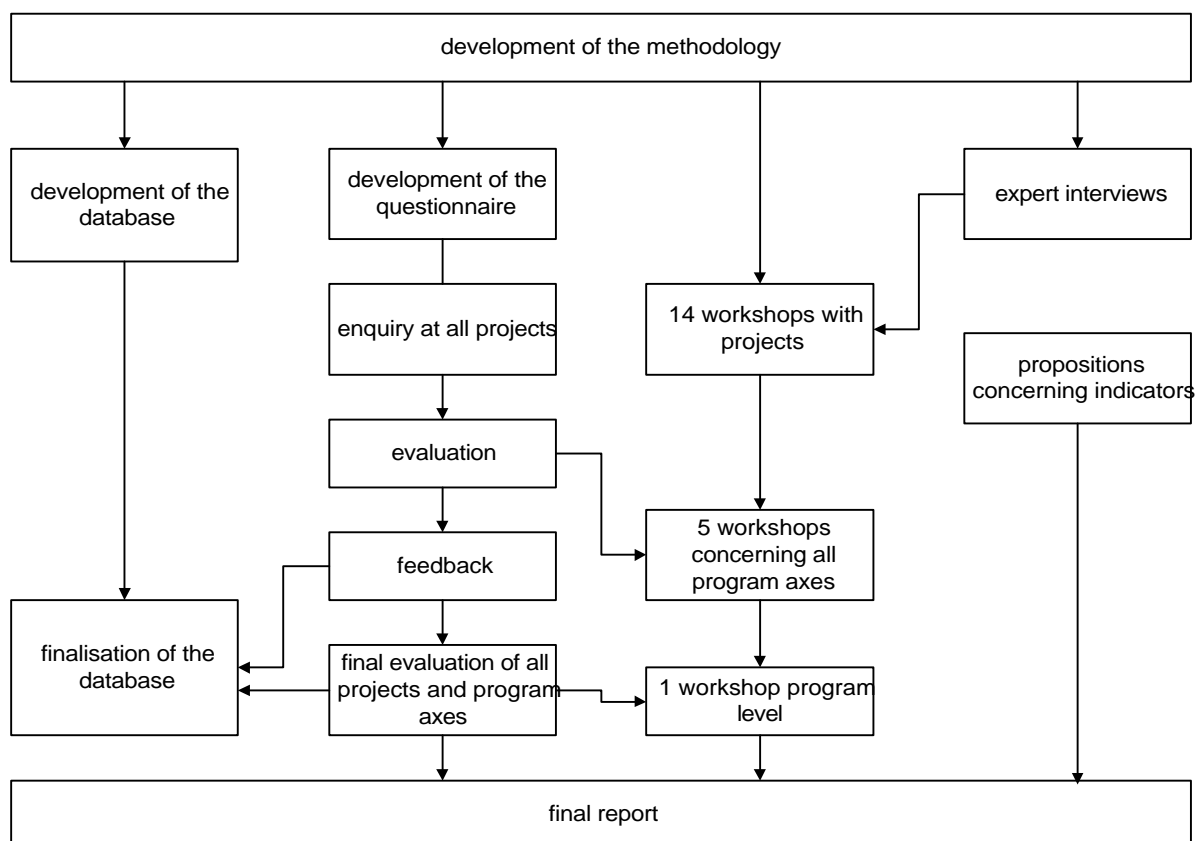 development of the methodology
development of the
database
development of the
questionnaire
expert interviews
enquiry at all projects
14 workshops with
projects
propositions
concerning indicators
evaluation
5 workshops
concerning all
program axes
feedback
finalisation of the
database
final evaluation of all
projects and program
axes
1 workshop program
level
final report